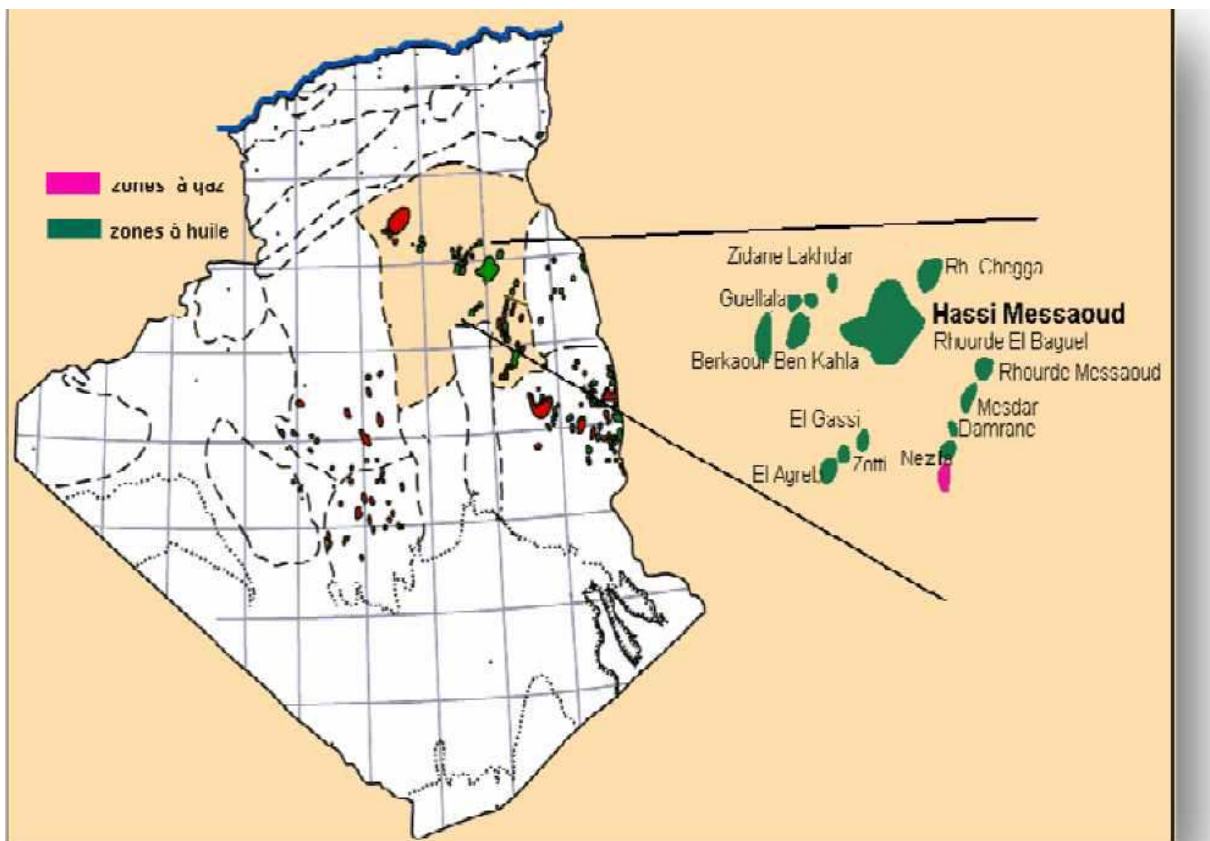 zones à gaz
zones à huile
Zidane Lakhdar
Rh. Chegga
Guellala
Hassi Messaoud
Rhourde El Baguel
Berkaoui Ben Kahla
Rhourde Messaoud
Mesdar
El Gassi
Damrane
Zotti
Nezla
El Agreb